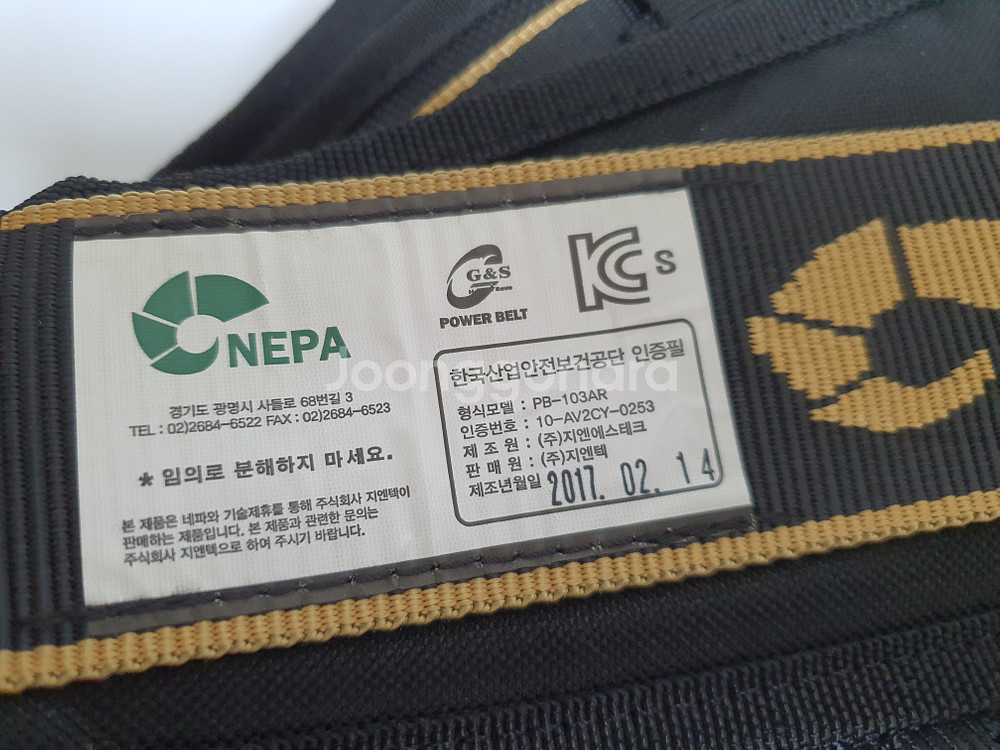 NEPA
경기도 광명시 사들로 68번길 3
TEL : 02)2684-6522 FAX : 02)2684-6523
* 임의로 분해하지 마세요.
본 제품은 네파와 기술제휴를 통해 주식회사 지엔텍이
판매하는 제품입니다. 본 제품과 관련한 문의는
주식회사 지엔텍으로 하여 주시기 바랍니다.
G&S
POWER BELT
KC S
한국산업안전보건공단 인증필
형식모델 : PB-103AR
인증번호 : 10-AV2CY-0253
제 조 원 : (주)지엔에스테크
판 매 원 : (주)지엔텍
제조년월일 2017. 02. 14
Joonggonara